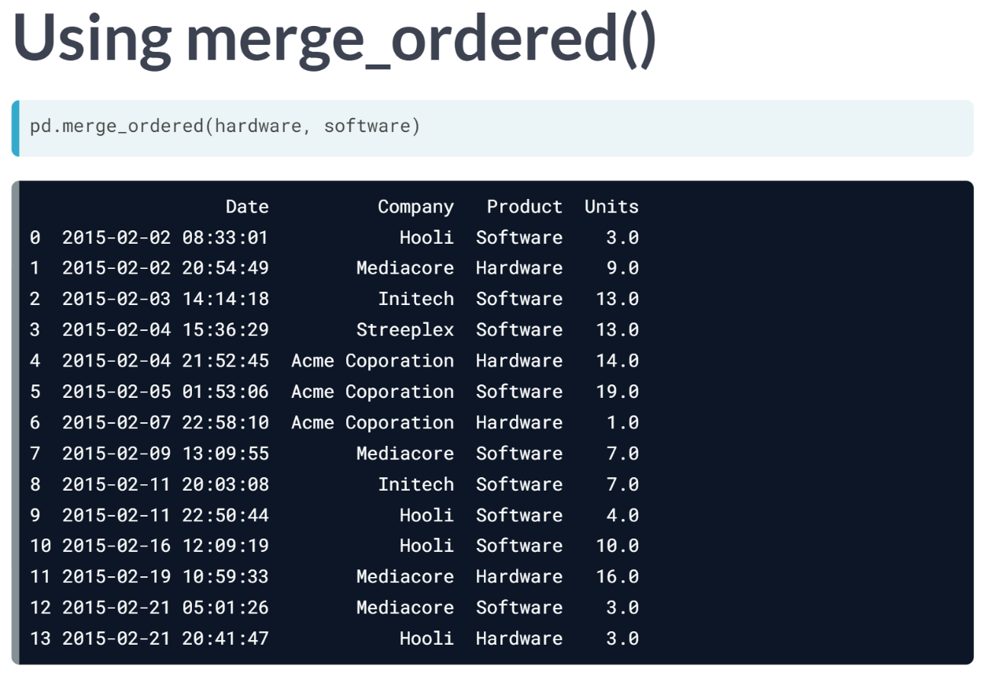 Using merge_ordered()
pd.merge_ordered(hardware, software)
Date Company Product Units
0 2015-02-02 08:33:01 Hooli Software 3.0
1 2015-02-02 20:54:49 Mediacore Hardware 9.0
2 2015-02-03 14:14:18 Initech Software 13.0
3 2015-02-04 15:36:29 Streeplex Software 13.0
4 2015-02-04 21:52:45 Acme Coporation Hardware 14.0
5 2015-02-05 01:53:06 Acme Coporation Software 19.0
6 2015-02-07 22:58:10 Acme Coporation Hardware 1.0
7 2015-02-09 13:09:55 Mediacore Software 7.0
8 2015-02-11 20:03:08 Initech Software 7.0
9 2015-02-11 22:50:44 Hooli Software 4.0
10 2015-02-16 12:09:19 Hooli Software 10.0
11 2015-02-19 10:59:33 Mediacore Hardware 16.0
12 2015-02-21 05:01:26 Mediacore Software 3.0
13 2015-02-21 20:41:47 Hooli Hardware 3.0